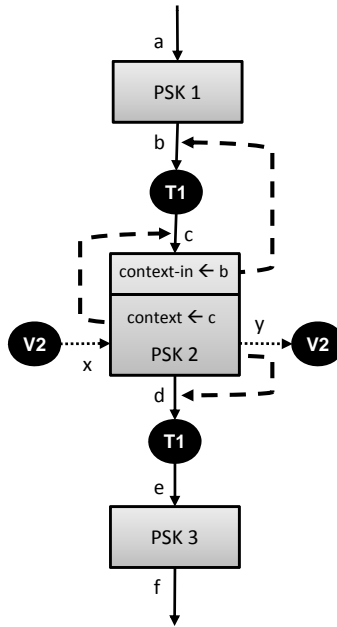 a
PSK 1
b
T1
c
context-in ← b
context ← c
y
V2
V2
x
PSK 2
d
T1
e
PSK 3
f